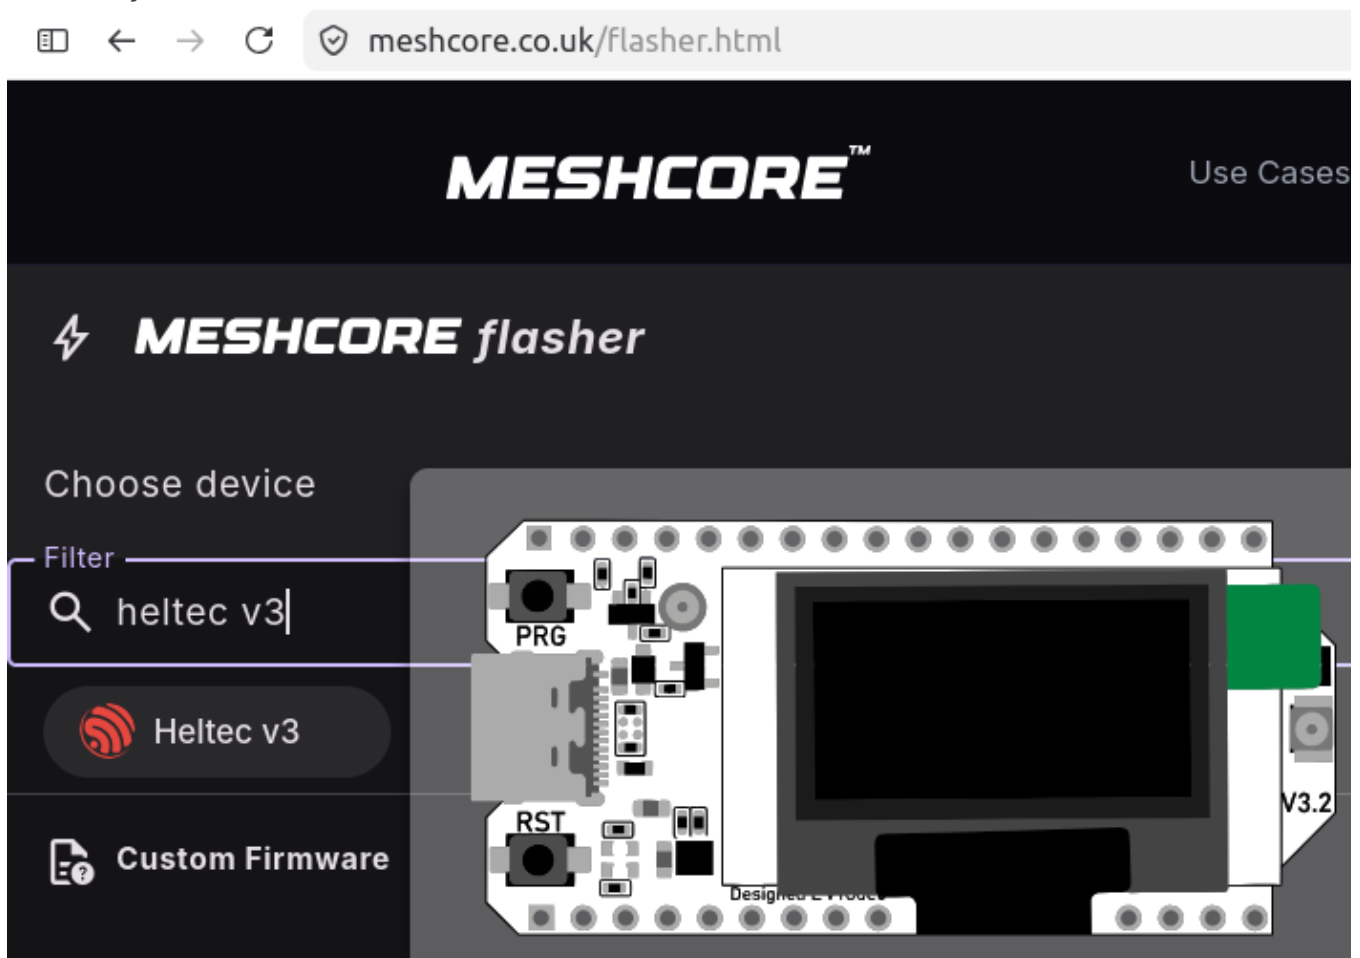 meshcore.co.uk/flasher.html
MESHCORE™
Use Cases
MESHCORE flasher
Choose device
Filter
heltec v3
Heltec v3
Custom Firmware
PRG
RST
V3.2